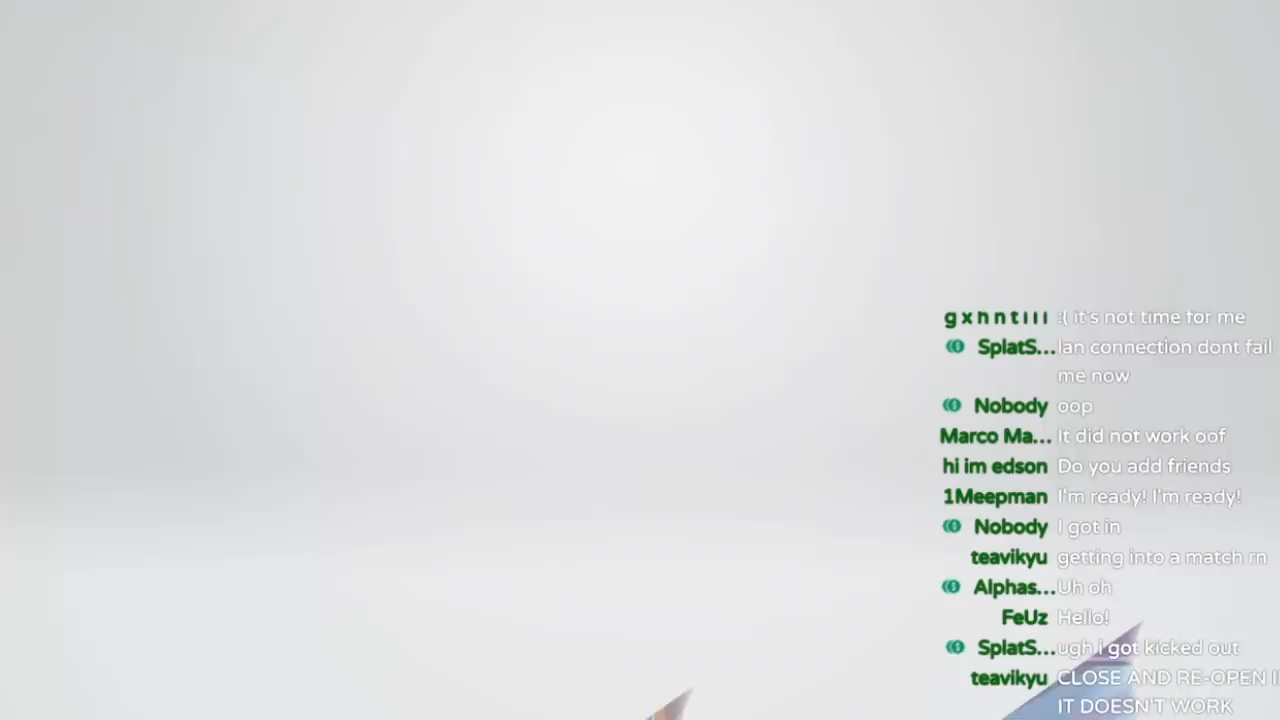 g x h n t i i i :( it's not time for me
SplatS... lan connection dont fail
me now
Nobody oop
Marco Ma... It did not work oof
hi im edson Do you add friends
1Meepman I'm ready! I'm ready!
Nobody I got in
teavikyu getting into a match rn
Alphas... Uh oh
FeUz Hello!
SplatS... ugh i got kicked out
teavikyu CLOSE AND RE-OPEN I
IT DOESN'T WORK